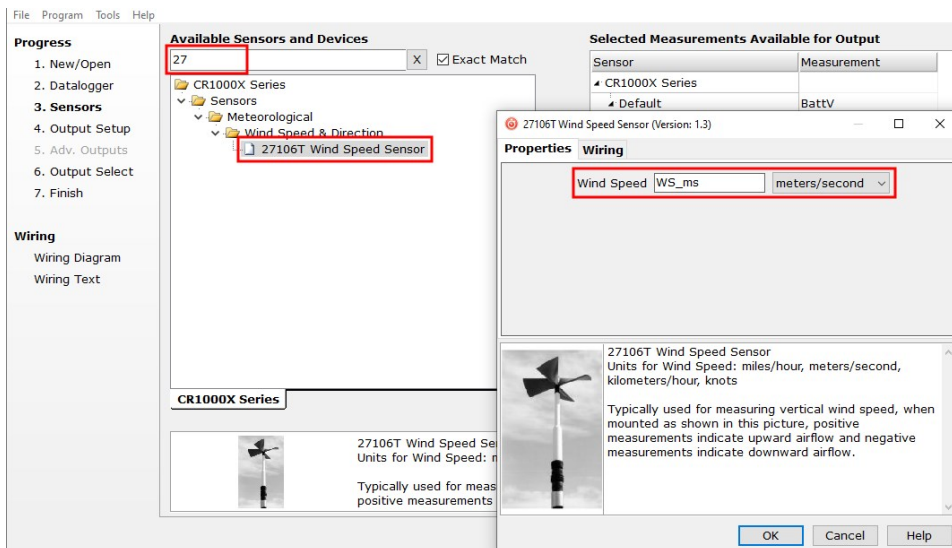 File Program Tools Help
Progress
1. New/Open
2. Datalogger
3. Sensors
4. Output Setup
5. Adv. Outputs
6. Output Select
7. Finish
Wiring
Wiring Diagram
Wiring Text
Available Sensors and Devices
27 X Exact Match
CR1000X Series
Sensors
Meteorological
Wind Speed & Direction
27106T Wind Speed Sensor
CR1000X Series
27106T Wind Speed Se
Units for Wind Speed: m
Typically used for meas
positive measurements
Selected Measurements Available for Output
Sensor Measurement
CR1000X Series
Default BattV
27106T Wind Speed Sensor (Version: 1.3)
Properties Wiring
Wind Speed WS_ms meters/second
27106T Wind Speed Sensor
Units for Wind Speed: miles/hour, meters/second,
kilometers/hour, knots
Typically used for measuring vertical wind speed, when
mounted as shown in this picture, positive
measurements indicate upward airflow and negative
measurements indicate downward airflow.
OK Cancel Help